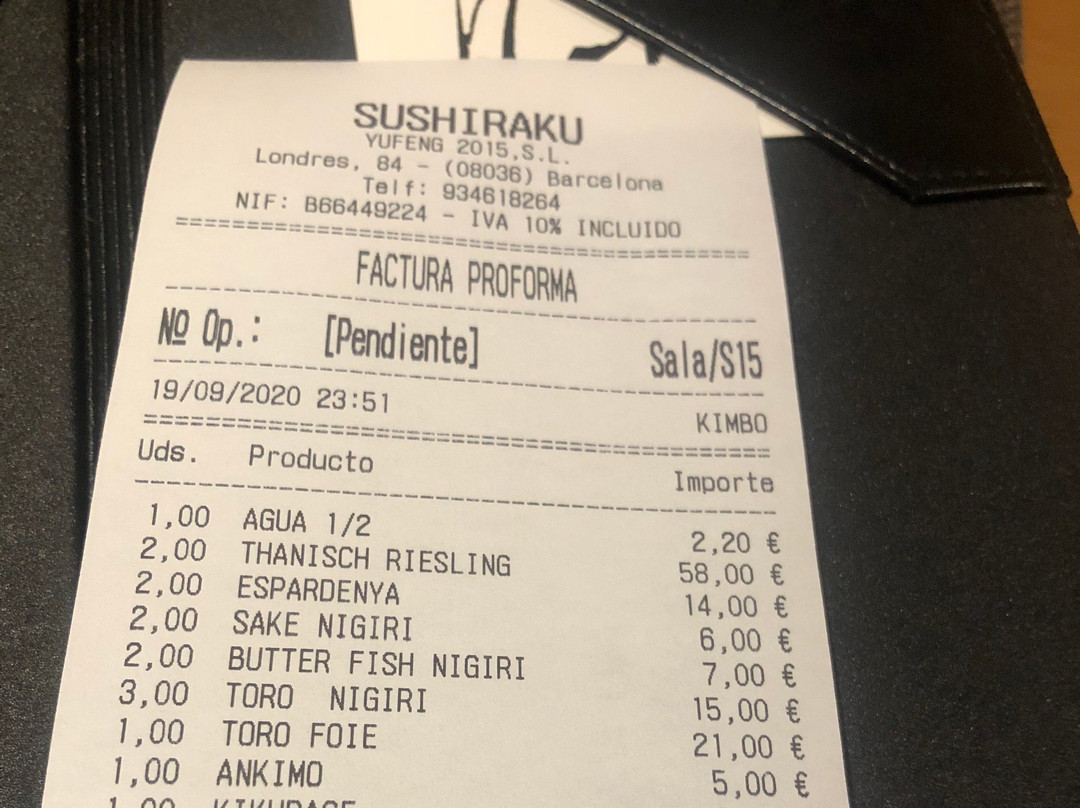 SUSHIRAKU
YUFENG 2015,S.L.
Londres, 84 - (08036) Barcelona
Telf: 934618264
NIF: B66449224 - IVA 10% INCLUIDO
FACTURA PROFORMA
Nº Op.: [Pendiente] Sala/S15
19/09/2020 23:51 KIMBO
Uds. Producto Importe
1,00 AGUA 1/2 2,20 €
2,00 THANISCH RIESLING 58,00 €
2,00 ESPARDENYA 14,00 €
2,00 SAKE NIGIRI 6,00 €
2,00 BUTTER FISH NIGIRI 7,00 €
3,00 TORO NIGIRI 15,00 €
1,00 TORO FOIE 21,00 €
1,00 ANKIMO 5,00 €
1,00